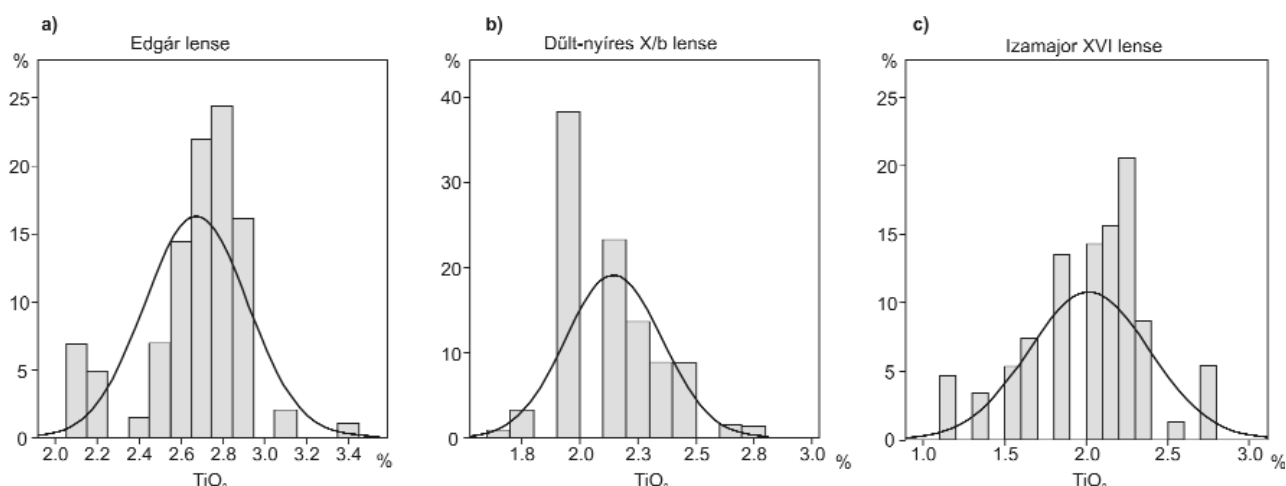 a)
Edgár lense
%
25
20
15
10
5
0
2.0 2.2 2.4 2.6 2.8 3.0 3.2 3.4 %
TiO₂
b)
Dűlt-nyíres X/b lense
%
40
30
20
10
0
1.8 2.0 2.3 2.5 2.8 3.0 %
TiO₂
c)
Izamajor XVI lense
%
25
20
15
10
5
0
1.0 1.5 2.0 2.5 3.0 %
TiO₂